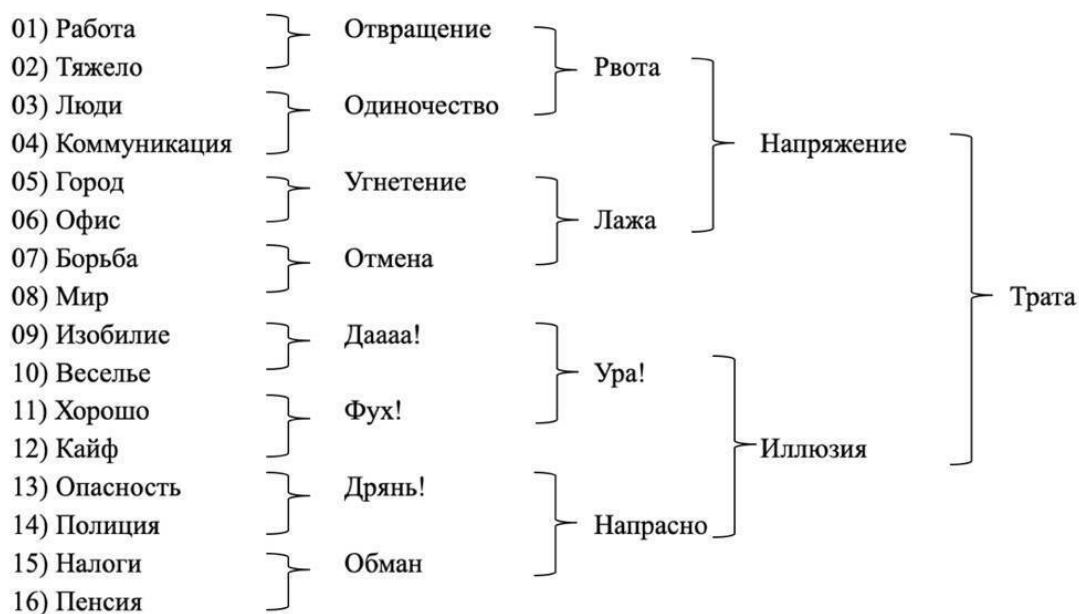 01) Работа
02) Тяжело
03) Люди
04) Коммуникация
05) Город
06) Офис
07) Борьба
08) Мир
09) Изобилие
10) Веселье
11) Хорошо
12) Кайф
13) Опасность
14) Полиция
15) Налоги
16) Пенсия
Отвращение
Одиночество
Угнетение
Отмена
Даааа!
Фух!
Дрянь!
Обман
Рвота
Лажа
Ура!
Напрасно
Напряжение
Иллюзия
Трата